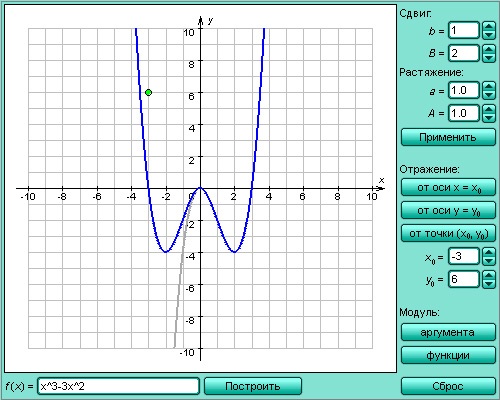 y
10
8
6
4
2
0
x
-10 -8 -6 -4 -2 0 2 4 6 8 10
-2
-4
-6
-8
-10
f(x) = x^3-3x^2 Построить
Сдвиг:
b = 1
B = 2
Растяжение:
a = 1.0
A = 1.0
Применить
Отражение:
от оси x = x₀
от оси y = y₀
от точки (x₀, y₀)
x₀ = -3
y₀ = 6
Модуль:
аргумента
функции
Сброс